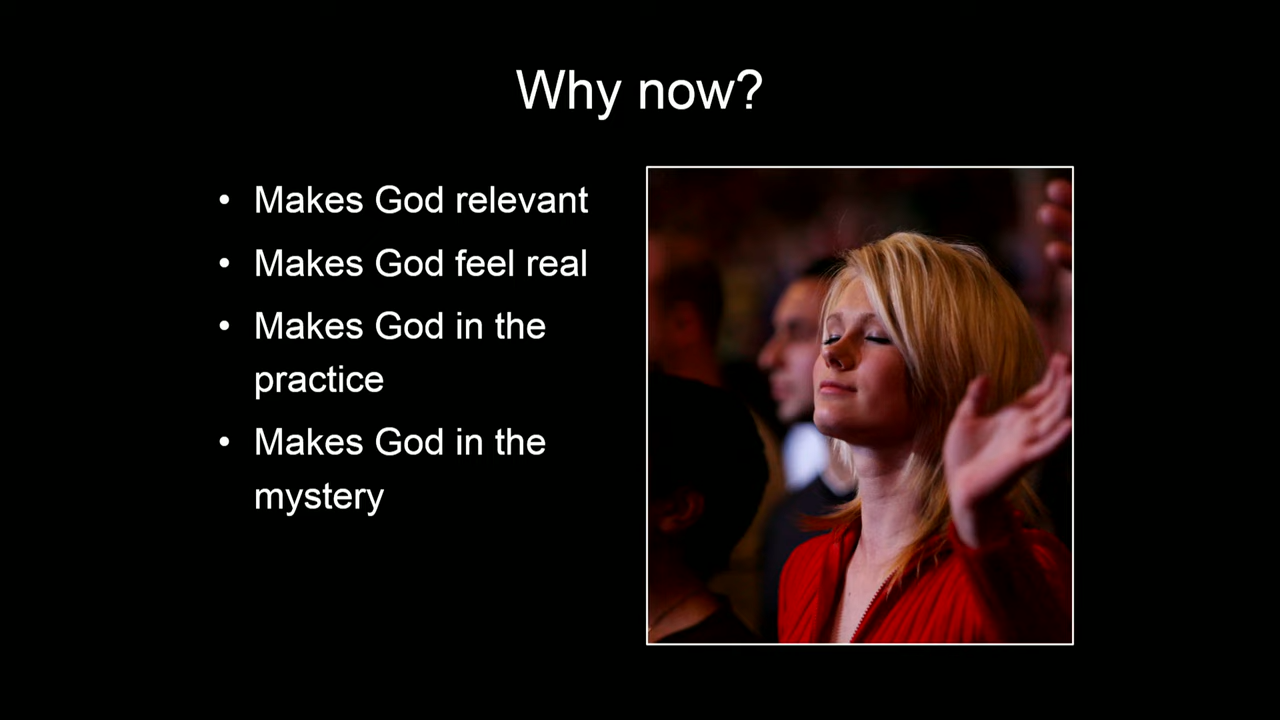 Why now?
• Makes God relevant
• Makes God feel real
• Makes God in the
practice
• Makes God in the
mystery